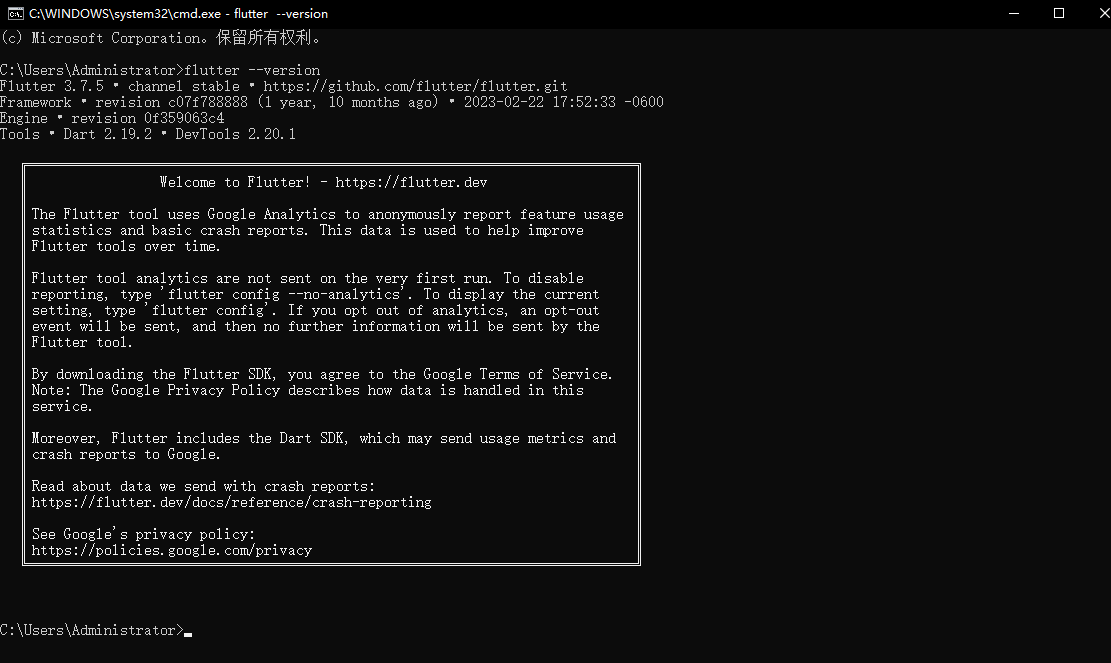 C:\WINDOWS\system32\cmd.exe - flutter  --version
(c) Microsoft Corporation。保留所有权利。
C:\Users\Administrator>flutter --version
Flutter 3.7.5 • channel stable • https://github.com/flutter/flutter.git
Framework • revision c07f788888 (1 year, 10 months ago) • 2023-02-22 17:52:33 -0600
Engine • revision 0f359063c4
Tools • Dart 2.19.2 • DevTools 2.20.1
Welcome to Flutter! - https://flutter.dev
The Flutter tool uses Google Analytics to anonymously report feature usage
statistics and basic crash reports. This data is used to help improve
Flutter tools over time.
Flutter tool analytics are not sent on the very first run. To disable
reporting, type 'flutter config --no-analytics'. To display the current
setting, type 'flutter config'. If you opt out of analytics, an opt-out
event will be sent, and then no further information will be sent by the
Flutter tool.
By downloading the Flutter SDK, you agree to the Google Terms of Service.
Note: The Google Privacy Policy describes how data is handled in this
service.
Moreover, Flutter includes the Dart SDK, which may send usage metrics and
crash reports to Google.
Read about data we send with crash reports:
https://flutter.dev/docs/reference/crash-reporting
See Google's privacy policy:
https://policies.google.com/privacy
C:\Users\Administrator>